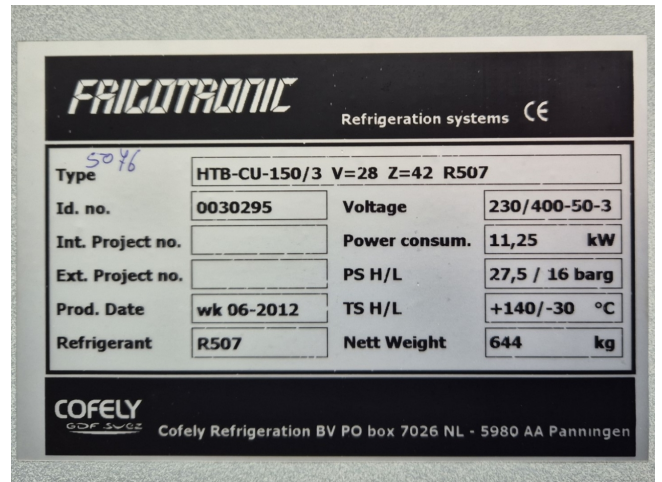 FRIGOTRONIC
Refrigeration systems CE
5046
Type HTB-CU-150/3 V=28 Z=42 R507
Id. no. 0030295 Voltage 230/400-50-3
Int. Project no. Power consum. 11,25 kW
Ext. Project no. PS H/L 27,5 / 16 barg
Prod. Date wk 06-2012 TS H/L +140/-30 °C
Refrigerant R507 Nett Weight 644 kg
COFELY
GDF SUEZ
Cofely Refrigeration BV PO box 7026 NL - 5980 AA Panningen